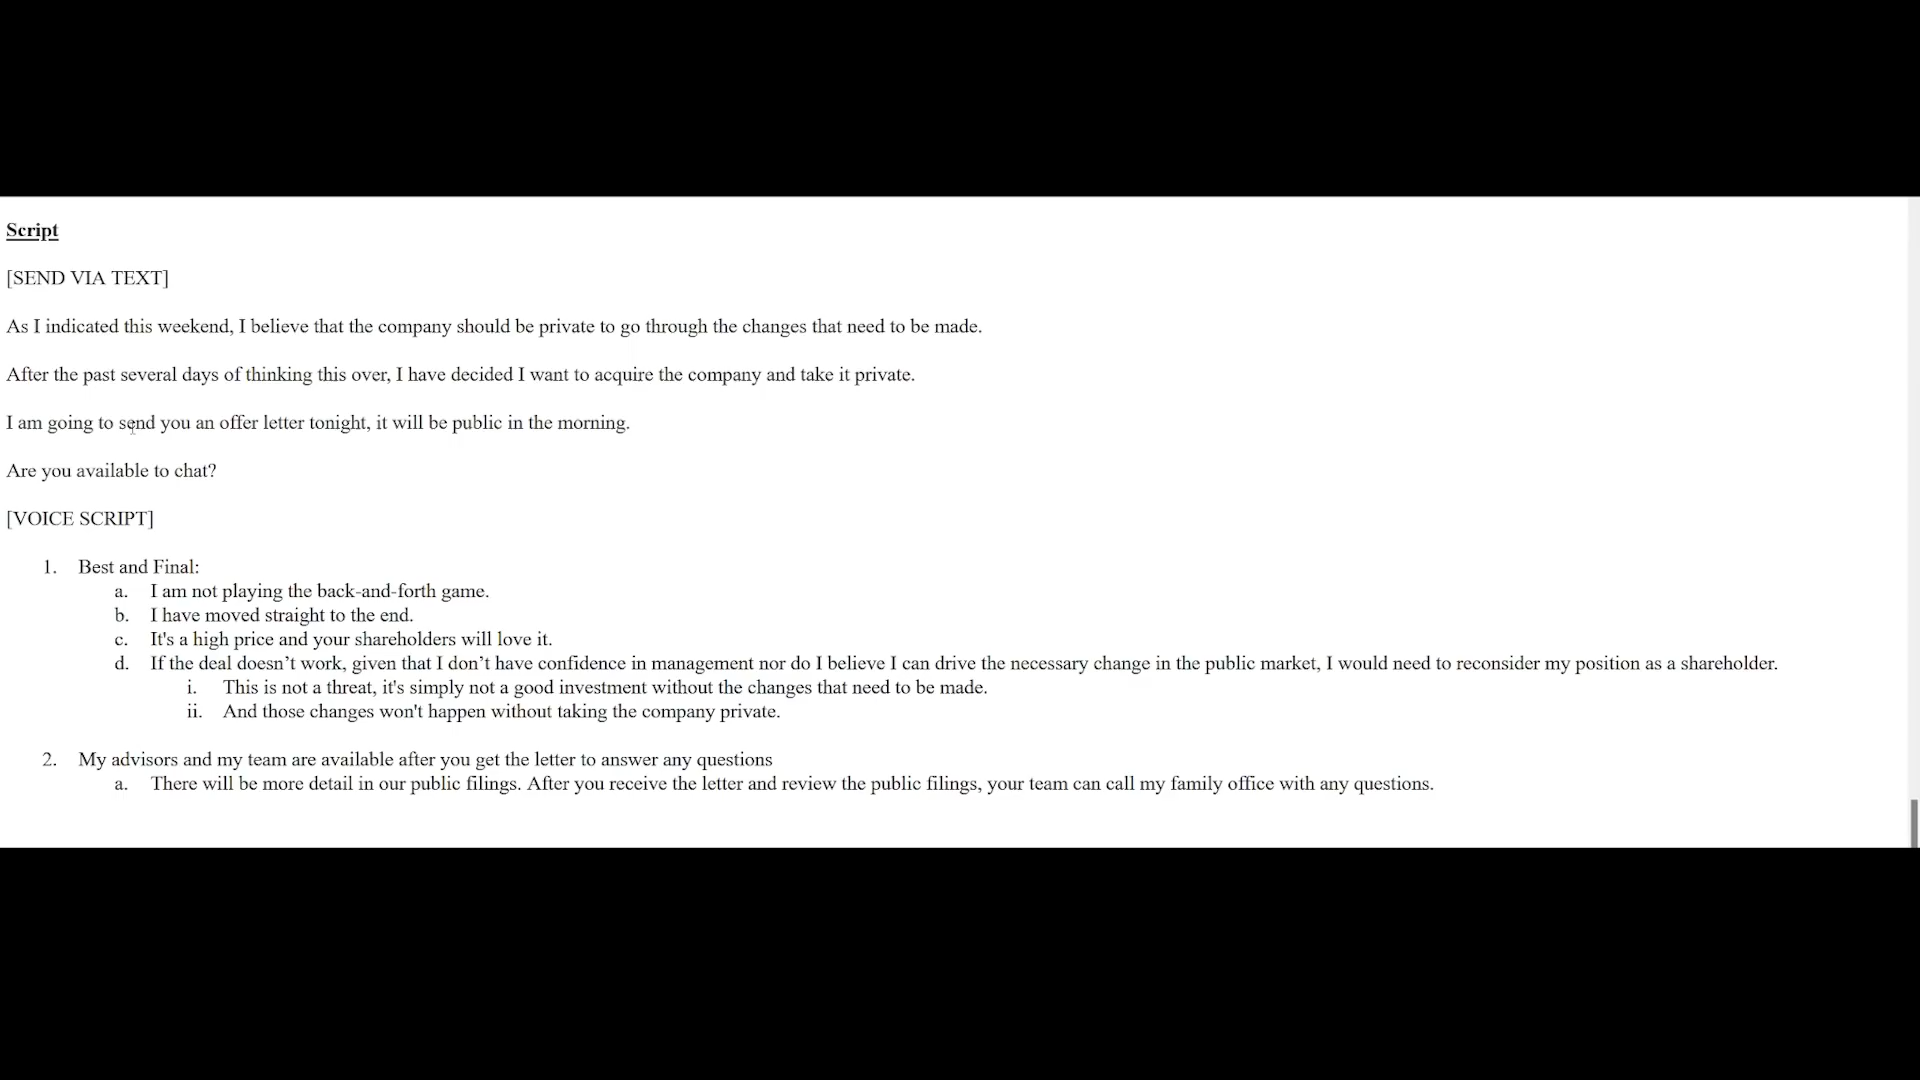 Script
[SEND VIA TEXT]
As I indicated this weekend, I believe that the company should be private to go through the changes that need to be made.
After the past several days of thinking this over, I have decided I want to acquire the company and take it private.
I am going to send you an offer letter tonight, it will be public in the morning.
Are you available to chat?
[VOICE SCRIPT]
1. Best and Final:
a. I am not playing the back-and-forth game.
b. I have moved straight to the end.
c. It's a high price and your shareholders will love it.
d. If the deal doesn’t work, given that I don’t have confidence in management nor do I believe I can drive the necessary change in the public market, I would need to reconsider my position as a shareholder.
i. This is not a threat, it's simply not a good investment without the changes that need to be made.
ii. And those changes won't happen without taking the company private.
2. My advisors and my team are available after you get the letter to answer any questions
a. There will be more detail in our public filings. After you receive the letter and review the public filings, your team can call my family office with any questions.